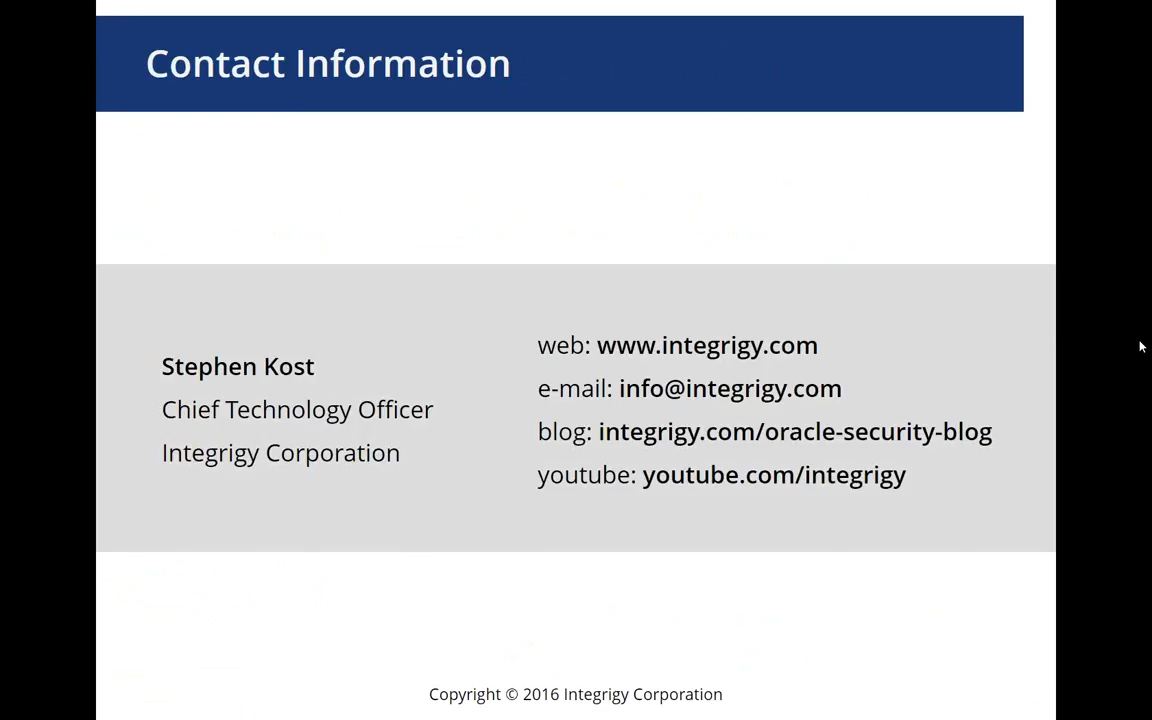 Contact Information
Stephen Kost
Chief Technology Officer
Integrigy Corporation
web: www.integrigy.com
e-mail: info@integrigy.com
blog: integrigy.com/oracle-security-blog
youtube: youtube.com/integrigy
Copyright © 2016 Integrigy Corporation